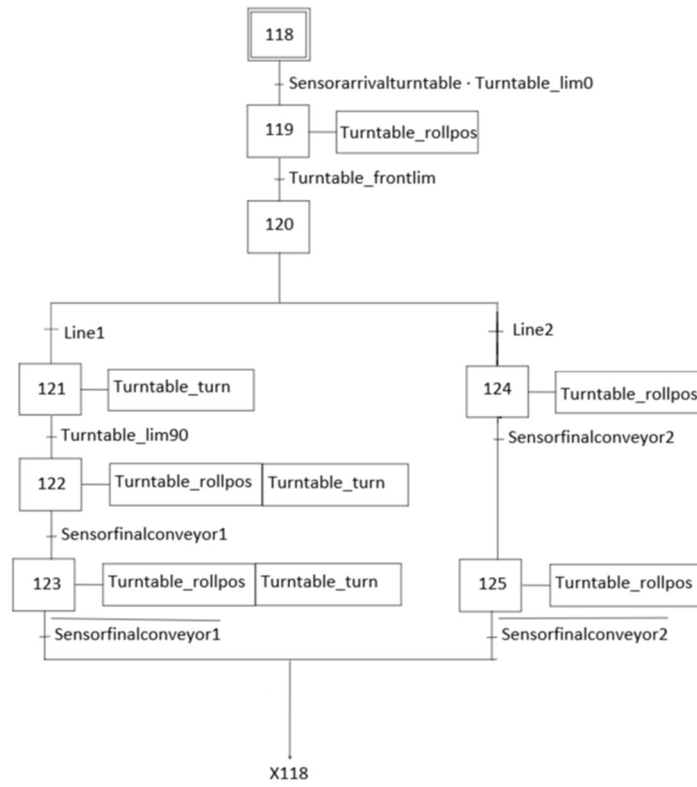 118
Sensorarrivalturntable · Turntable_lim0
119
Turntable_rollpos
Turntable_frontlim
120
Line1
Line2
121
Turntable_turn
124
Turntable_rollpos
Turntable_lim90
Sensorfinalconveyor2
122
Turntable_rollpos
Turntable_turn
Sensorfinalconveyor1
123
Turntable_rollpos
Turntable_turn
125
Turntable_rollpos
Sensorfinalconveyor1
Sensorfinalconveyor2
X118